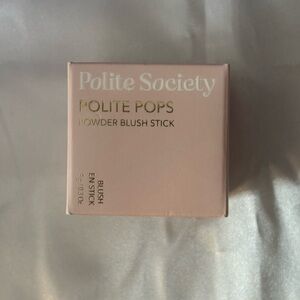 Polite Society
POLITE POPS
POWDER BLUSH STICK
BLUSH
EN STICK